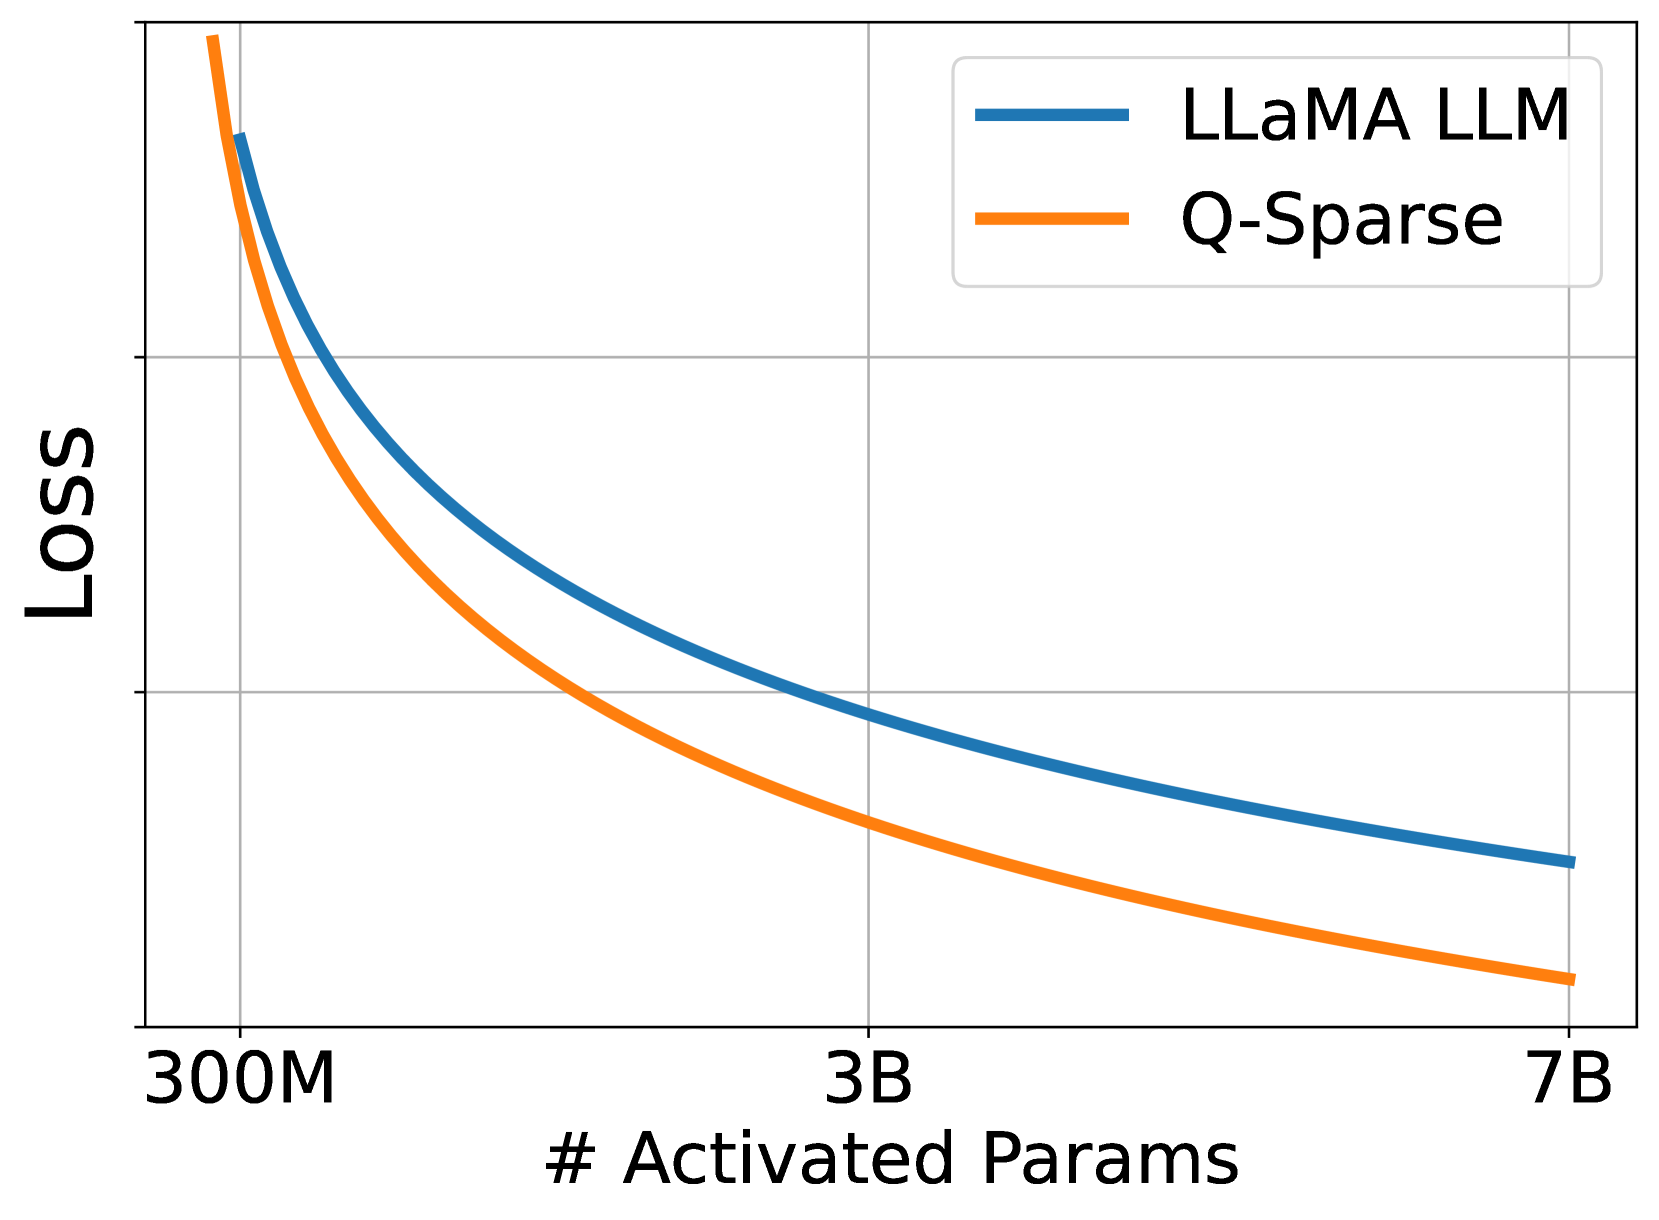 LLaMA LLM
Q-Sparse
Loss
300M 3B 7B
# Activated Params